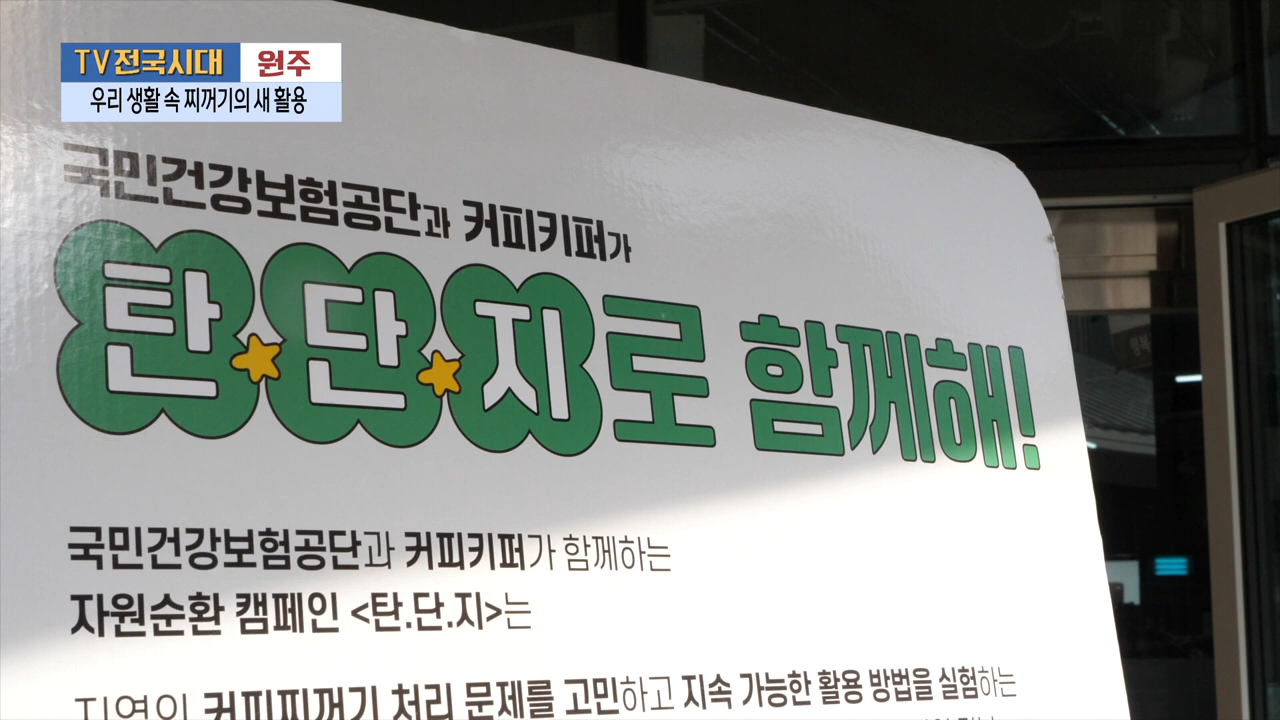 TV전국시대 원주
우리 생활 속 찌꺼기의 새 활용
국민건강보험공단과 커피키퍼가
탄단지로 함께해!
국민건강보험공단과 커피키퍼가 함께하는
자원순환 캠페인 <탄.단.지>는
지역의 커피찌꺼기 처리 문제를 고민하고 지속 가능한 활용 방법을 실험하는